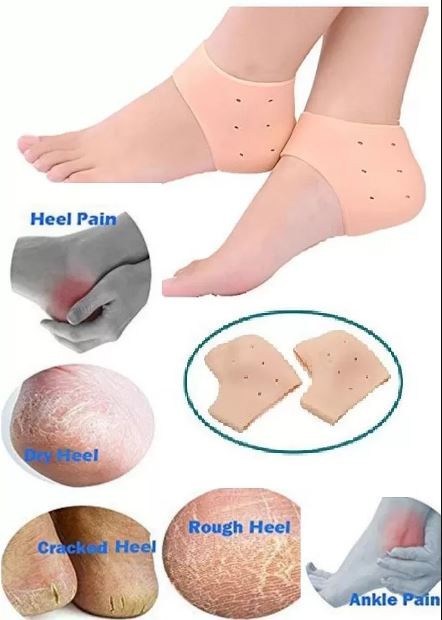 Heel Pain
Dry Heel
Cracked Heel
Rough Heel
Ankle Pain